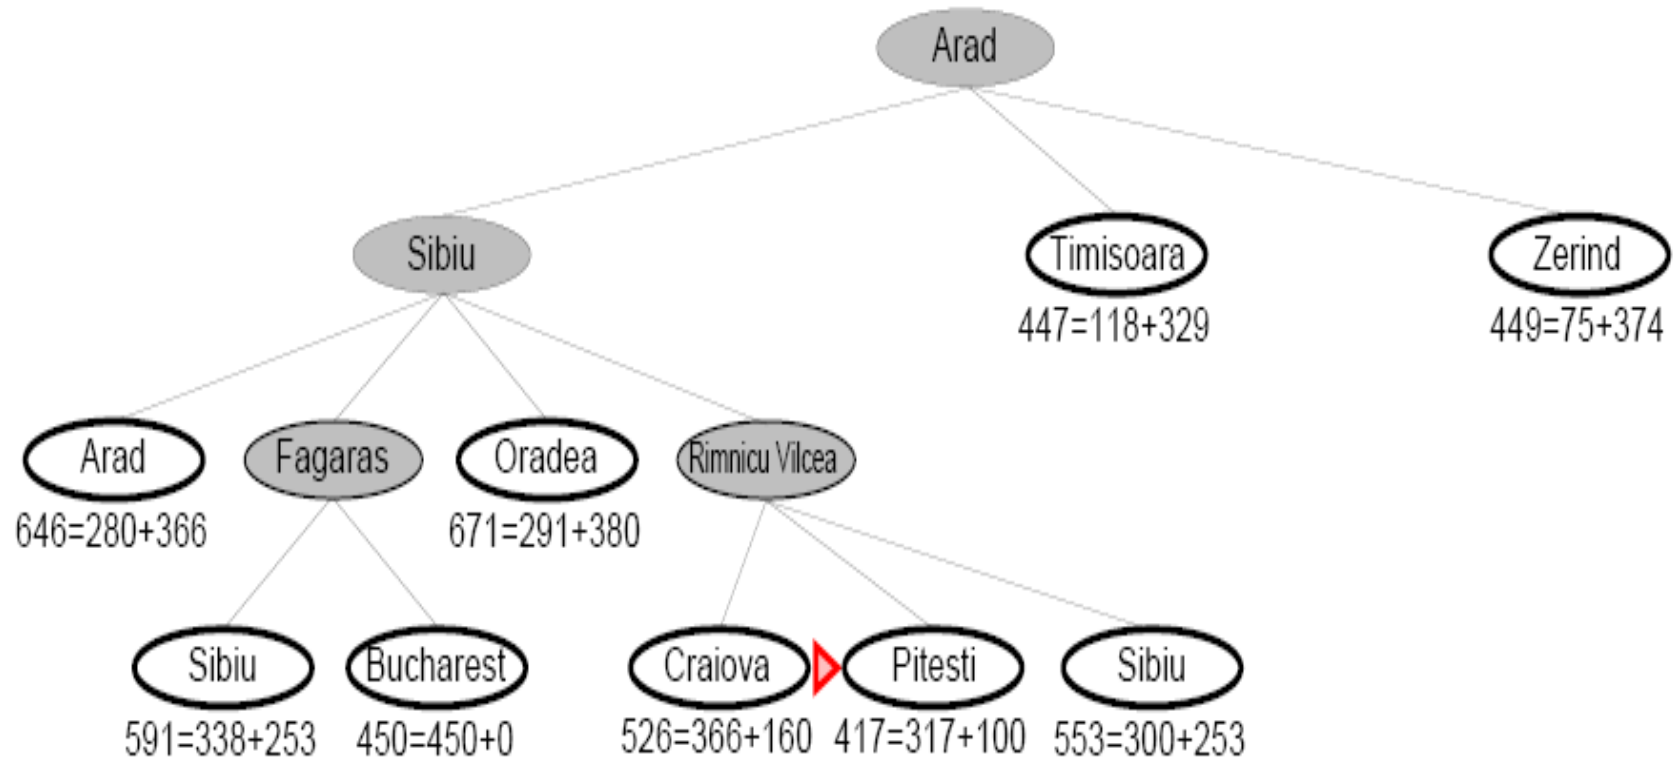 Arad
Sibiu
Timisoara
Zerind
447=118+329
449=75+374
Arad
Fagaras
Oradea
Rimnicu Vilcea
646=280+366
671=291+380
Sibiu
Bucharest
Craiova
Pitesti
Sibiu
591=338+253
450=450+0
526=366+160
417=317+100
553=300+253